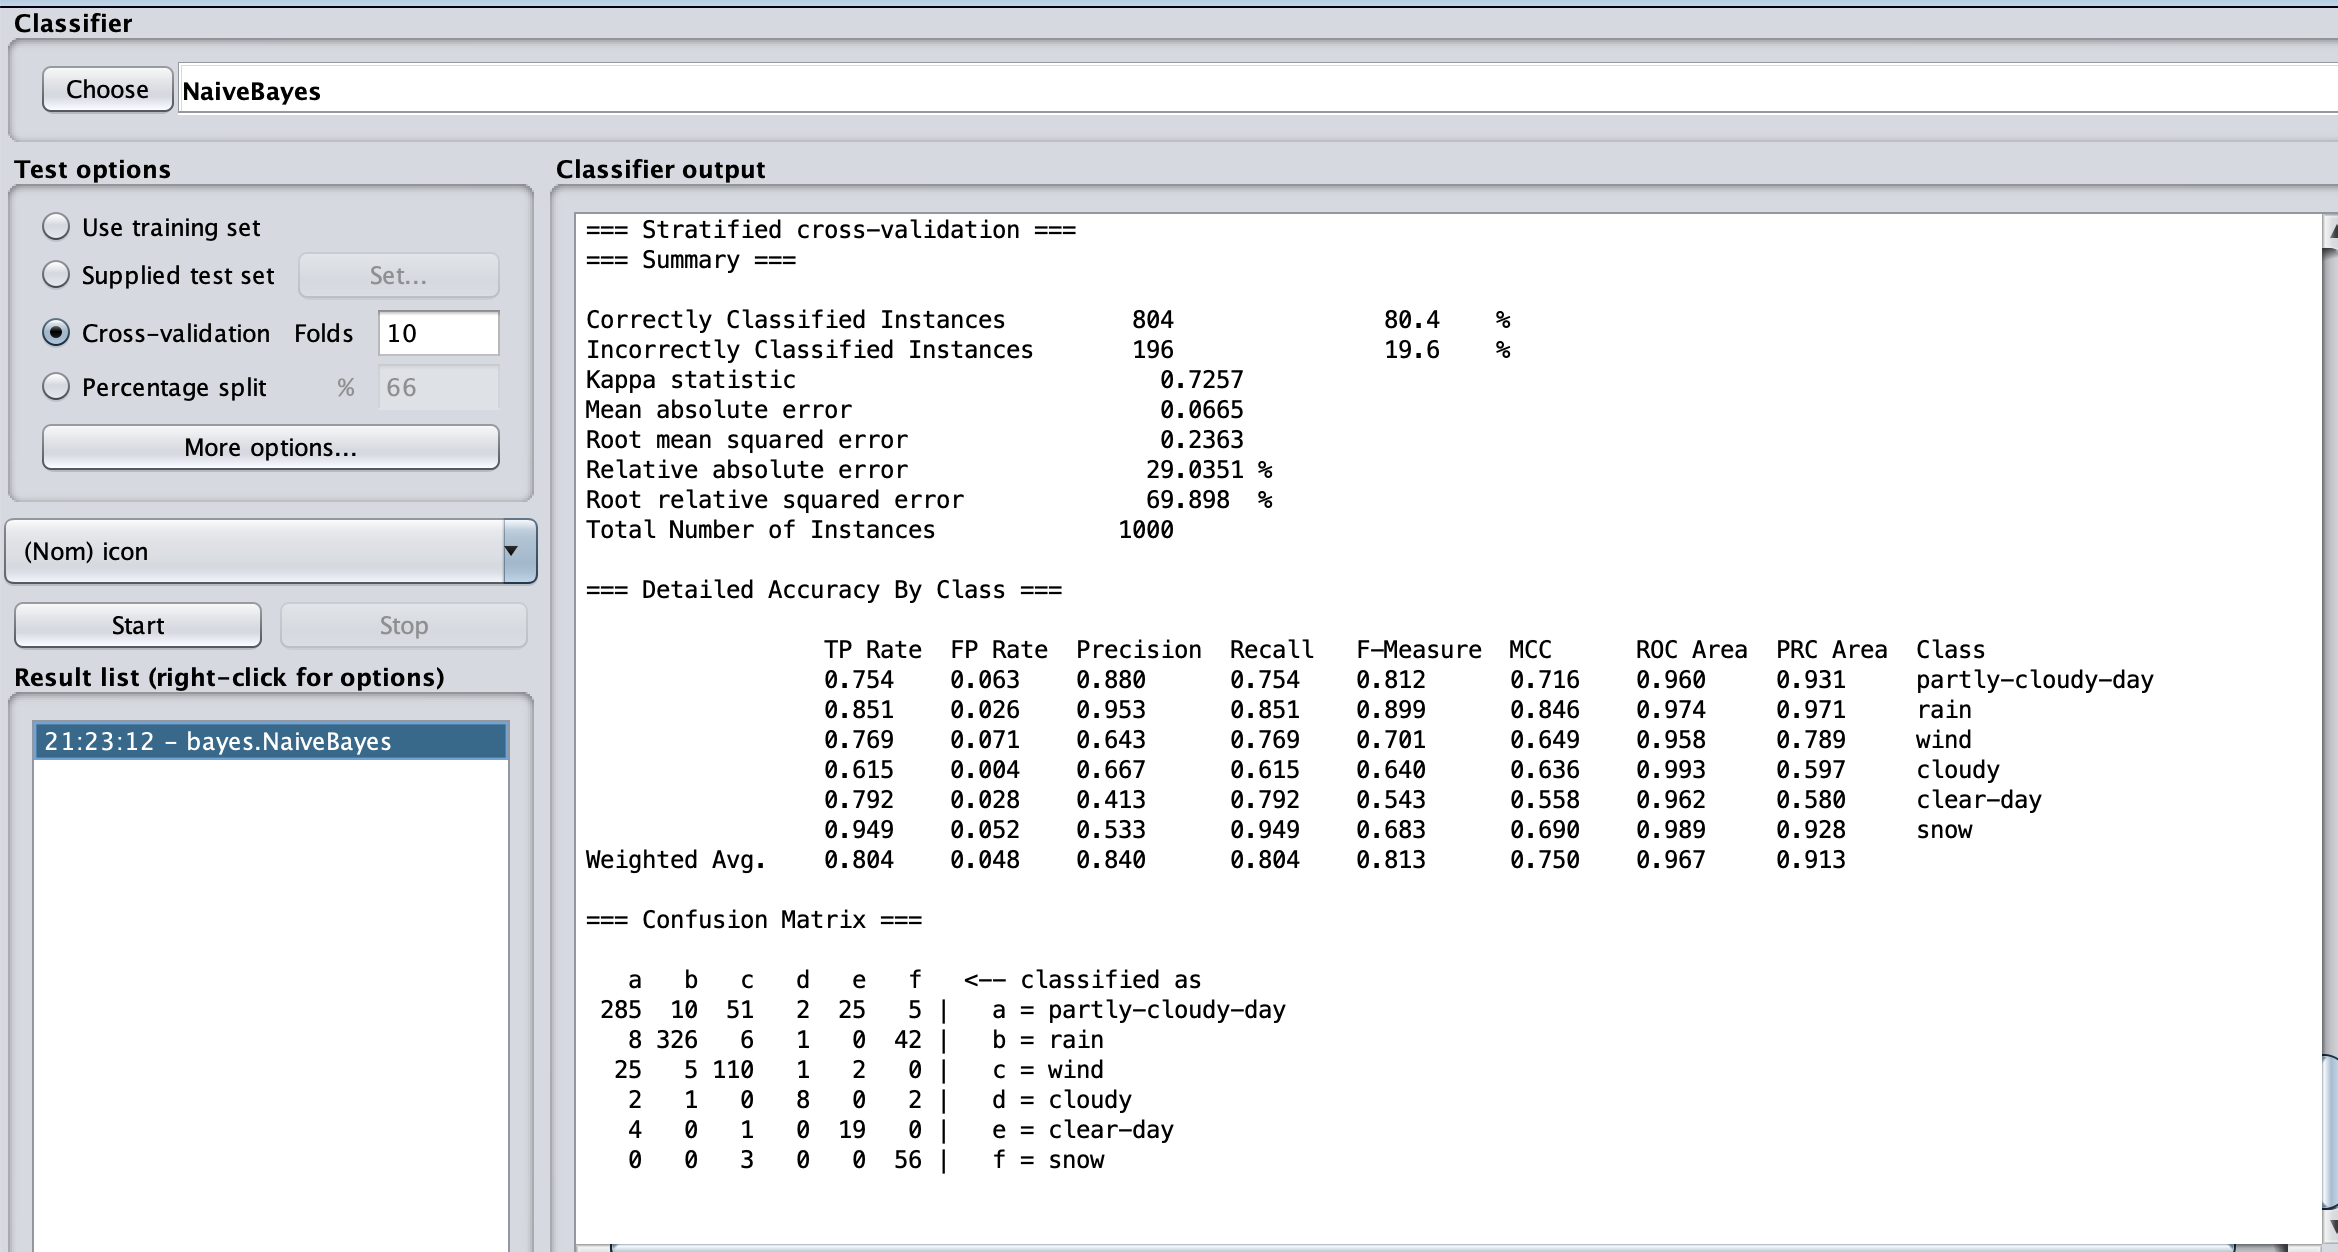 Classifier
Choose NaiveBayes
Test options
Use training set
Supplied test set Set...
Cross-validation Folds 10
Percentage split % 66
More options...
(Nom) icon
Start Stop
Result list (right-click for options)
21:23:12 - bayes.NaiveBayes
Classifier output
=== Stratified cross-validation ===
=== Summary ===
Correctly Classified Instances 804 80.4 %
Incorrectly Classified Instances 196 19.6 %
Kappa statistic 0.7257
Mean absolute error 0.0665
Root mean squared error 0.2363
Relative absolute error 29.0351 %
Root relative squared error 69.898 %
Total Number of Instances 1000
=== Detailed Accuracy By Class ===
TP Rate FP Rate Precision Recall F-Measure MCC ROC Area PRC Area Class
0.754 0.063 0.880 0.754 0.812 0.716 0.960 0.931 partly-cloudy-day
0.851 0.026 0.953 0.851 0.899 0.846 0.974 0.971 rain
0.769 0.071 0.643 0.769 0.701 0.649 0.958 0.789 wind
0.615 0.004 0.667 0.615 0.640 0.636 0.993 0.597 cloudy
0.792 0.028 0.413 0.792 0.543 0.558 0.962 0.580 clear-day
0.949 0.052 0.533 0.949 0.683 0.690 0.989 0.928 snow
Weighted Avg. 0.804 0.048 0.840 0.804 0.813 0.750 0.967 0.913
=== Confusion Matrix ===
a b c d e f <-- classified as
285 10 51 2 25 5 | a = partly-cloudy-day
8 326 6 1 0 42 | b = rain
25 5 110 1 2 0 | c = wind
2 1 0 8 0 2 | d = cloudy
4 0 1 0 19 0 | e = clear-day
0 0 3 0 0 56 | f = snow